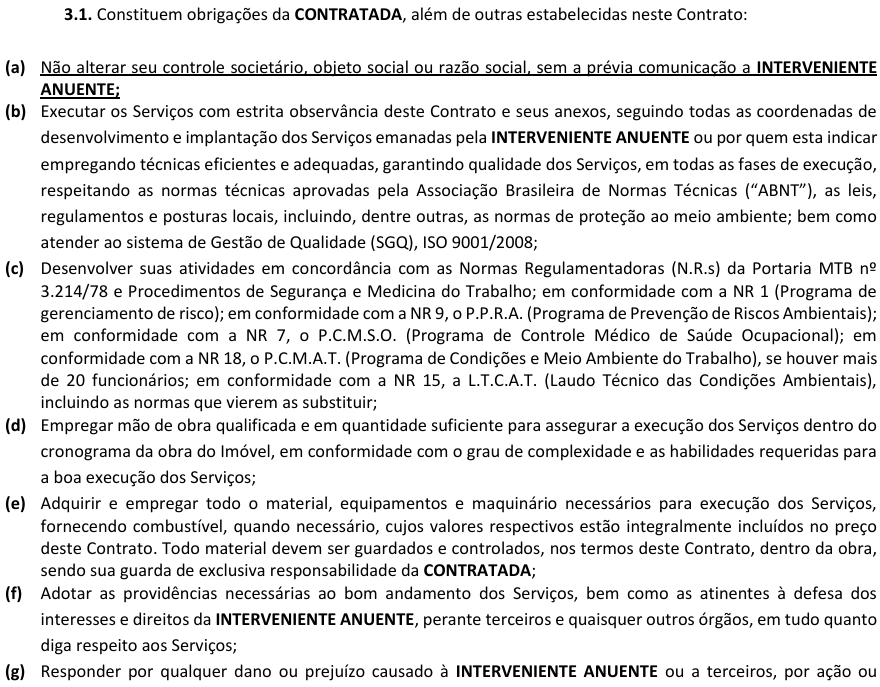 3.1. Constituem obrigações da CONTRATADA, além de outras estabelecidas neste Contrato:
(a) Não alterar seu controle societário, objeto social ou razão social, sem a prévia comunicação a INTERVENIENTE
ANUENTE;
(b) Executar os Serviços com estrita observância deste Contrato e seus anexos, seguindo todas as coordenadas de
desenvolvimento e implantação dos Serviços emanadas pela INTERVENIENTE ANUENTE ou por quem esta indicar
empregando técnicas eficientes e adequadas, garantindo qualidade dos Serviços, em todas as fases de execução,
respeitando as normas técnicas aprovadas pela Associação Brasileira de Normas Técnicas (“ABNT”), as leis,
regulamentos e posturas locais, incluindo, dentre outras, as normas de proteção ao meio ambiente; bem como
atender ao sistema de Gestão de Qualidade (SGQ), ISO 9001/2008;
(c) Desenvolver suas atividades em concordância com as Normas Regulamentadoras (N.R.s) da Portaria MTB nº
3.214/78 e Procedimentos de Segurança e Medicina do Trabalho; em conformidade com a NR 1 (Programa de
gerenciamento de risco); em conformidade com a NR 9, o P.P.R.A. (Programa de Prevenção de Riscos Ambientais);
em conformidade com a NR 7, o P.C.M.S.O. (Programa de Controle Médico de Saúde Ocupacional); em
conformidade com a NR 18, o P.C.M.A.T. (Programa de Condições e Meio Ambiente do Trabalho), se houver mais
de 20 funcionários; em conformidade com a NR 15, a L.T.C.A.T. (Laudo Técnico das Condições Ambientais),
incluindo as normas que vierem as substituir;
(d) Empregar mão de obra qualificada e em quantidade suficiente para assegurar a execução dos Serviços dentro do
cronograma da obra do Imóvel, em conformidade com o grau de complexidade e as habilidades requeridas para
a boa execução dos Serviços;
(e) Adquirir e empregar todo o material, equipamentos e maquinário necessários para execução dos Serviços,
fornecendo combustível, quando necessário, cujos valores respectivos estão integralmente incluídos no preço
deste Contrato. Todo material devem ser guardados e controlados, nos termos deste Contrato, dentro da obra,
sendo sua guarda de exclusiva responsabilidade da CONTRATADA;
(f) Adotar as providências necessárias ao bom andamento dos Serviços, bem como as atinentes à defesa dos
interesses e direitos da INTERVENIENTE ANUENTE, perante terceiros e quaisquer outros órgãos, em tudo quanto
diga respeito aos Serviços;
(g) Responder por qualquer dano ou prejuízo causado à INTERVENIENTE ANUENTE ou a terceiros, por ação ou